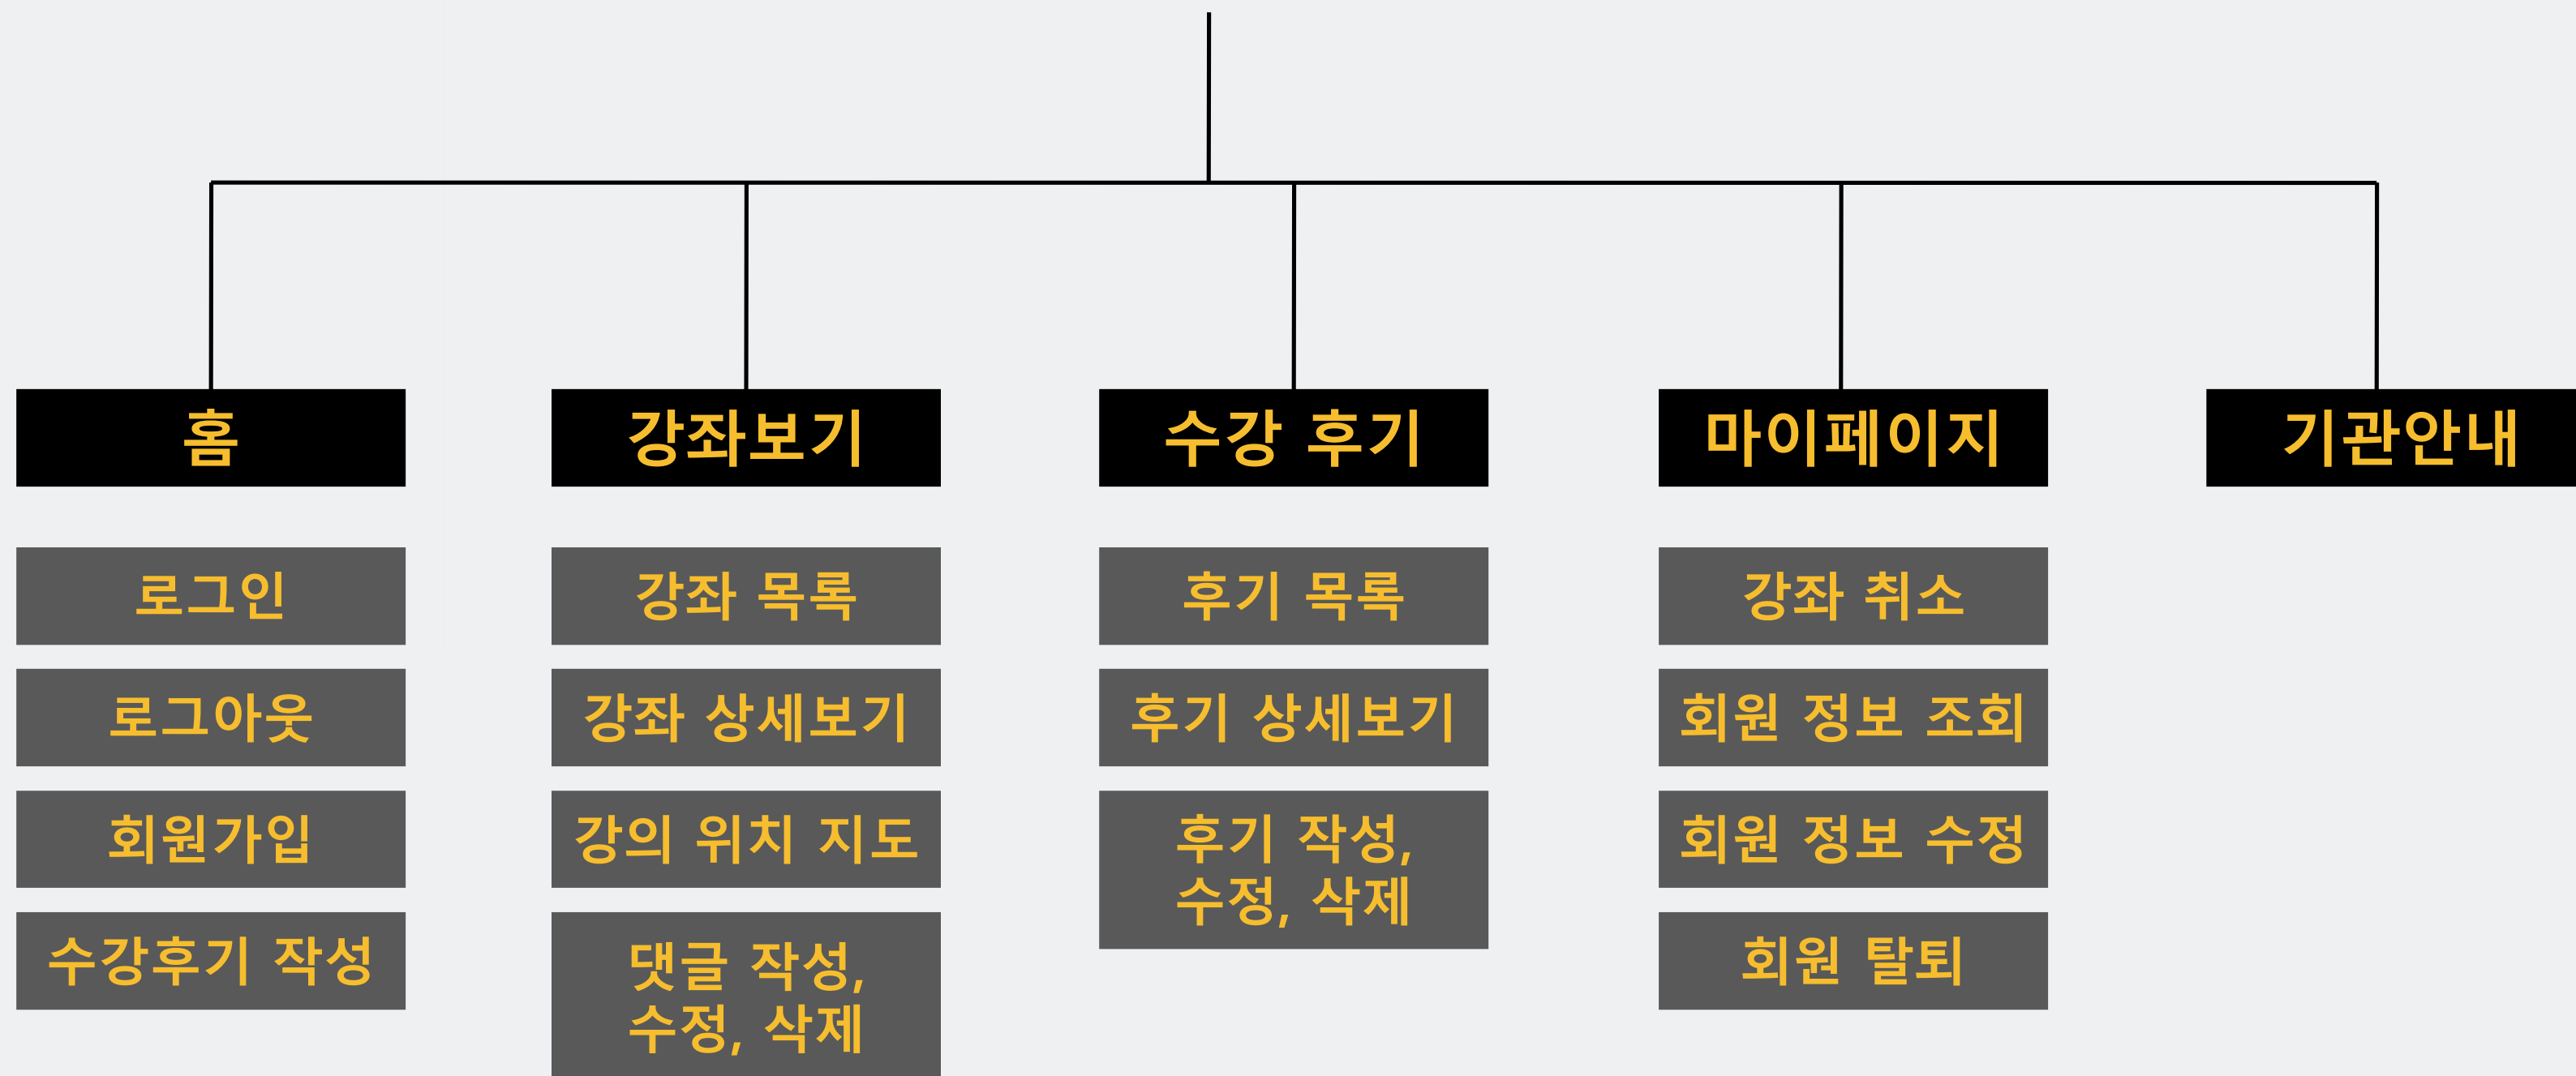 홈
강좌보기
수강 후기
마이페이지
기관안내
로그인
로그아웃
회원가입
수강후기 작성
강좌 목록
강좌 상세보기
강의 위치 지도
댓글 작성,
수정, 삭제
후기 목록
후기 상세보기
후기 작성,
수정, 삭제
강좌 취소
회원 정보 조회
회원 정보 수정
회원 탈퇴